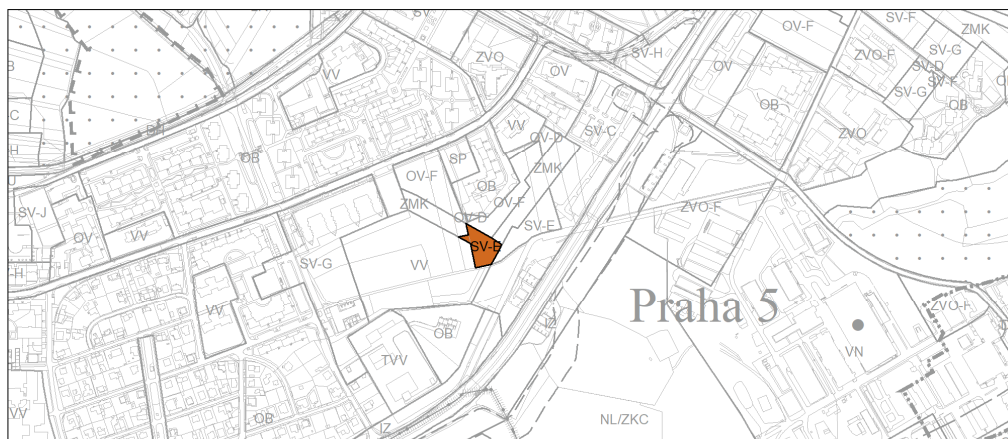 SV
OV-F
SV-F
ZMK
SV-H
ZVO
VV
OV
OV
ZVO-F
SV-G
SV-D
SV-F
SV-G
OB
OB
VV
OV-D
SV-C
ZVO
OB
SP
OV-F
ZMK
OB
ZMK
OV-F
OV-D
SV-E
SV-E
ZVO-F
SV-J
OV
VV
H
SV-G
VV
VV
Praha 5
ZVO-F
OB
IZ
VN
TVV
VV
OB
IZ
NL/ZKC